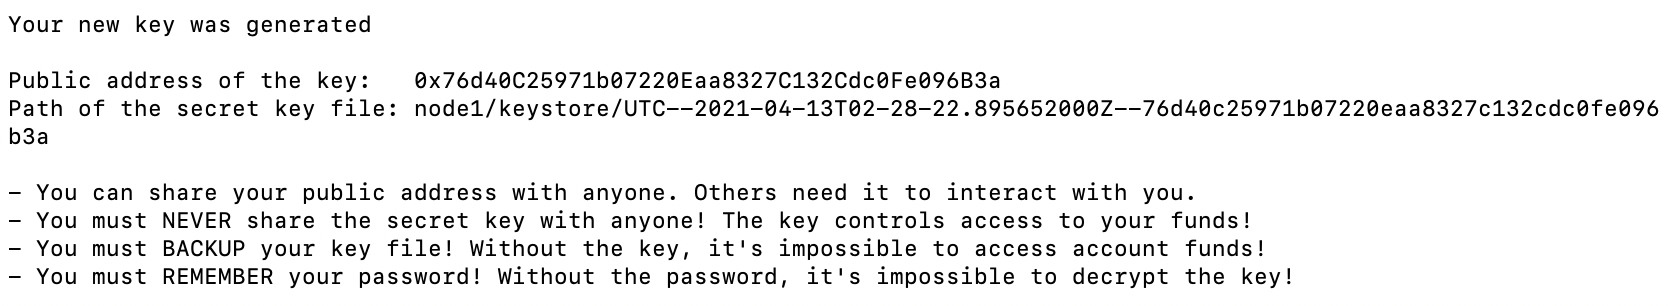 Your new key was generated
Public address of the key:   0x76d40C25971b07220Eaa8327C132Cdc0Fe096B3a
Path of the secret key file: node1/keystore/UTC--2021-04-13T02-28-22.895652000Z--76d40c25971b07220eaa8327c132cdc0fe096
b3a
- You can share your public address with anyone. Others need it to interact with you.
- You must NEVER share the secret key with anyone! The key controls access to your funds!
- You must BACKUP your key file! Without the key, it's impossible to access account funds!
- You must REMEMBER your password! Without the password, it's impossible to decrypt the key!